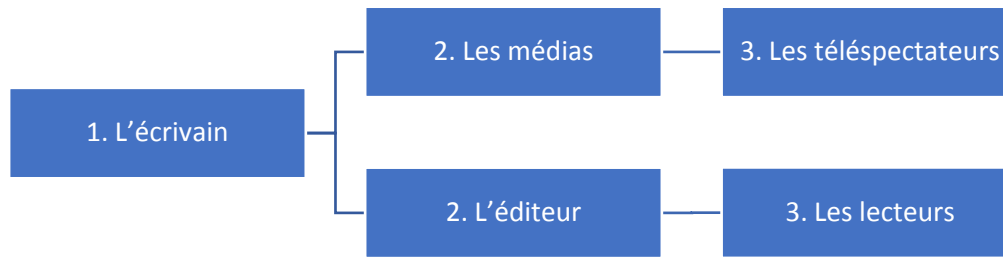 2. Les médias
3. Les téléspectateurs
1. L’écrivain
2. L’éditeur
3. Les lecteurs